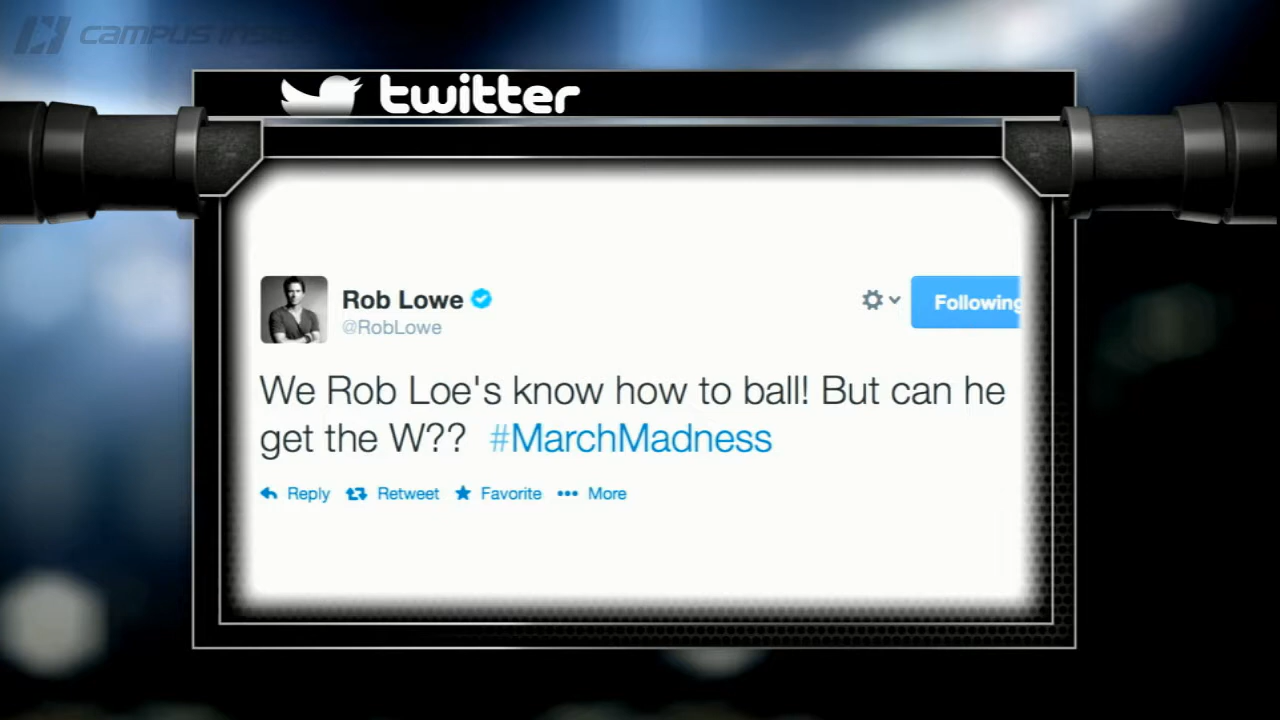 CAMPUS
twitter
Rob Lowe
@RobLowe
Following
We Rob Loe's know how to ball! But can he
get the W?? #MarchMadness
Reply Retweet Favorite ••• More